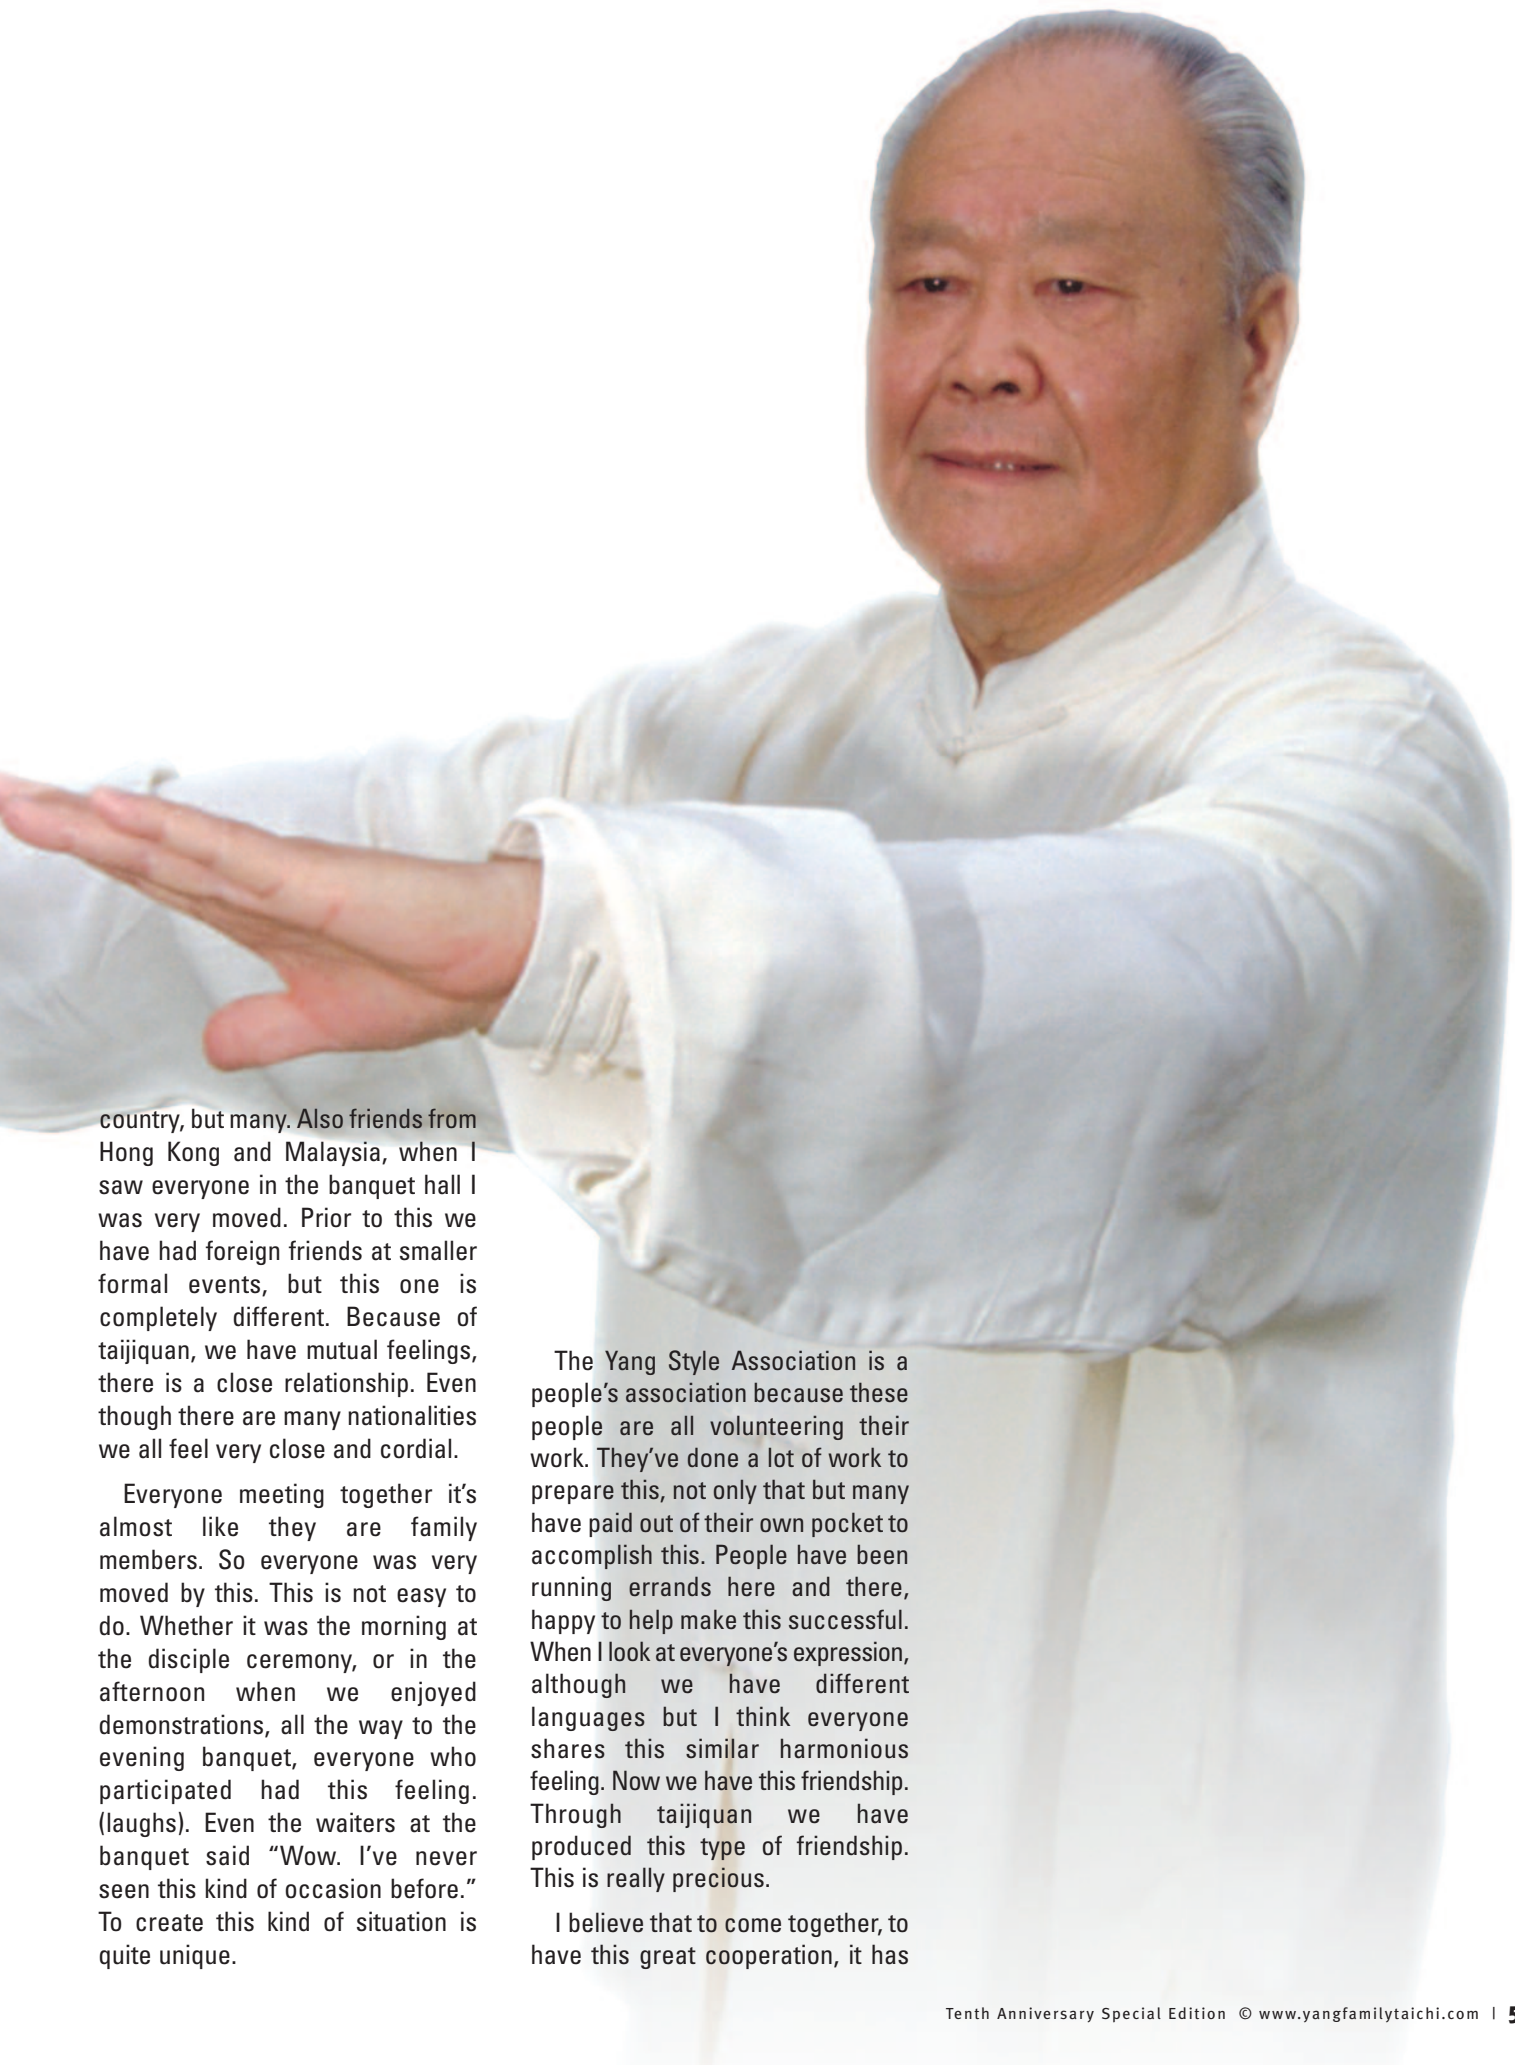 country, but many. Also friends from
Hong Kong and Malaysia, when I
saw everyone in the banquet hall I
was very moved. Prior to this we
have had foreign friends at smaller
formal events, but this one is
completely different. Because of
taijiquan, we have mutual feelings,
there is a close relationship. Even
though there are many nationalities
we all feel very close and cordial.
Everyone meeting together it’s
almost like they are family
members. So everyone was very
moved by this. This is not easy to
do. Whether it was the morning at
the disciple ceremony, or in the
afternoon when we enjoyed
demonstrations, all the way to the
evening banquet, everyone who
participated had this feeling.
(laughs). Even the waiters at the
banquet said “Wow. I’ve never
seen this kind of occasion before.”
To create this kind of situation is
quite unique.
The Yang Style Association is a
people’s association because these
people are all volunteering their
work. They’ve done a lot of work to
prepare this, not only that but many
have paid out of their own pocket to
accomplish this. People have been
running errands here and there,
happy to help make this successful.
When I look at everyone’s expression,
although we have different
languages but I think everyone
shares this similar harmonious
feeling. Now we have this friendship.
Through taijiquan we have
produced this type of friendship.
This is really precious.
I believe that to come together, to
have this great cooperation, it has
Tenth Anniversary Special Edition © www.yangfamilytaichi.com | 5